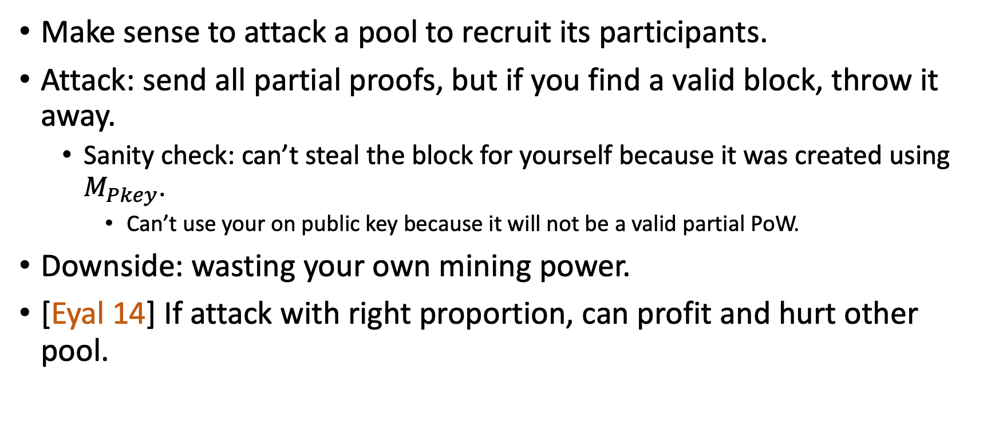 • Make sense to attack a pool to recruit its participants.
• Attack: send all partial proofs, but if you find a valid block, throw it
away.
• Sanity check: can’t steal the block for yourself because it was created using
M_{Pkey}.
• Can’t use your on public key because it will not be a valid partial PoW.
• Downside: wasting your own mining power.
• [Eyal 14] If attack with right proportion, can profit and hurt other
pool.